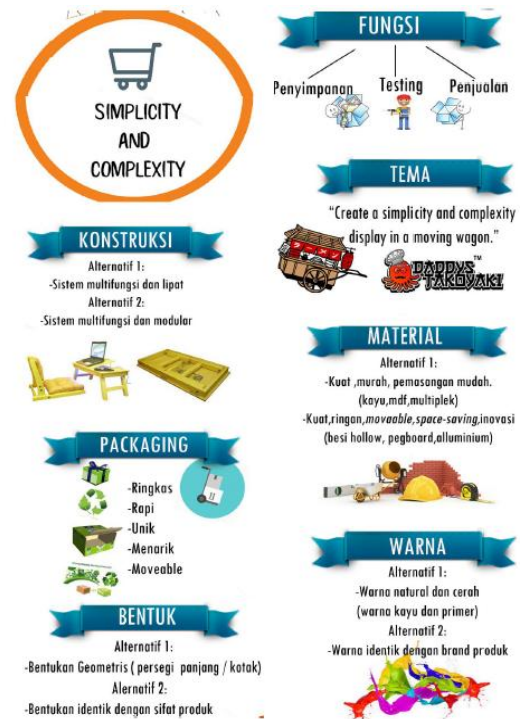 SIMPLICITY
AND
COMPLEXITY
KONSTRUKSI
Alternatif 1:
-Sistem multifungsi dan lipat
Alternatif 2:
-Sistem multifungsi dan modular
PACKAGING
-Ringkas
-Rapi
-Unik
-Menarik
-Moveable
BENTUK
Alternatif 1:
-Bentukan Geometris ( persegi panjang / kotak)
Alernatif 2:
-Bentukan identik dengan sifat produk
FUNGSI
Penyimpanan Testing Penjualan
TEMA
"Create a simplicity and complexity
display in a moving wagon."
DADDYS TM
TAKOYAKI
MATERIAL
Alternatif 1:
-Kuat ,murah, pemasangan mudah.
(kayu,mdf,multiplek)
-Kuat,ringan,movaable,space-saving,inovasi
(besi hollow, pegboard,alluminium)
WARNA
Alternatif 1:
-Warna natural dan cerah
(warna kayu dan primer)
Alternatif 2:
-Warna identik dengan brand produk